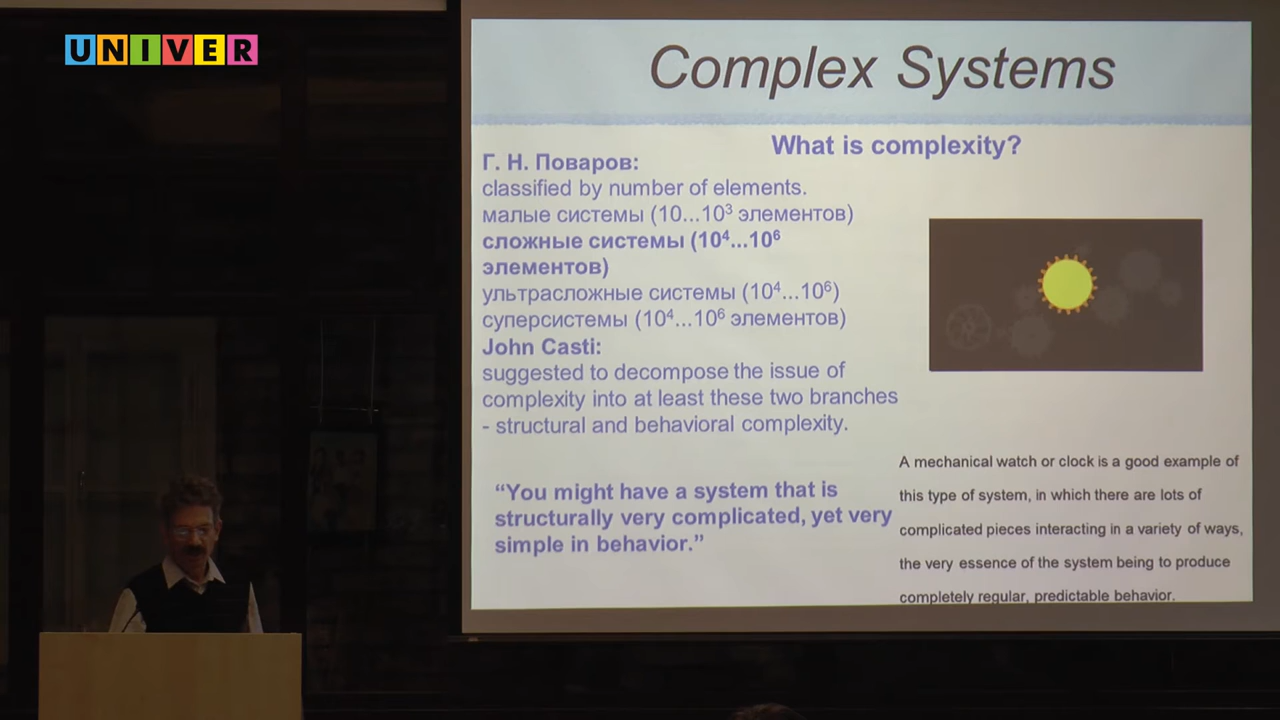 UNIVER
Complex Systems
What is complexity?
Г. Н. Поваров:
classified by number of elements.
малые системы (10...10³ элементов)
сложные системы (10⁴...10⁶
элементов)
ультрасложные системы (10⁴...10⁶)
суперсистемы (10⁴...10⁶ элементов)
John Casti:
suggested to decompose the issue of
complexity into at least these two branches
- structural and behavioral complexity.
“You might have a system that is
structurally very complicated, yet very
simple in behavior.”
A mechanical watch or clock is a good example of
this type of system, in which there are lots of
complicated pieces interacting in a variety of ways,
the very essence of the system being to produce
completely regular, predictable behavior.